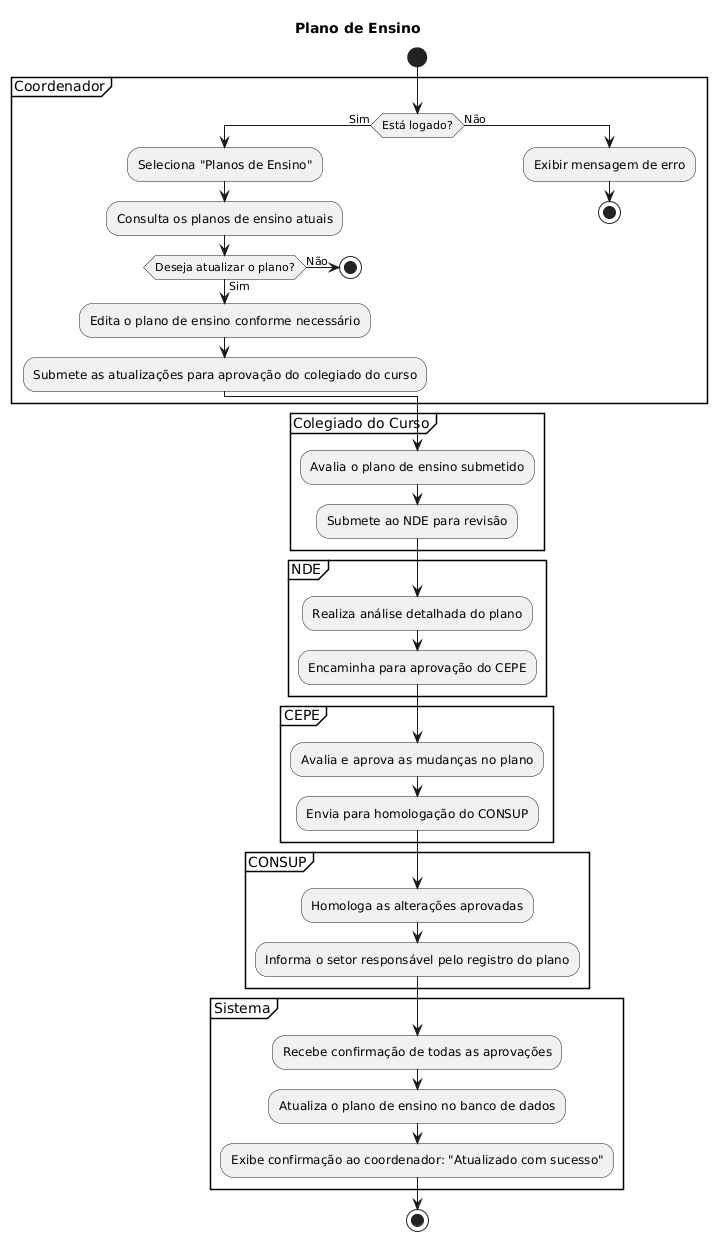 Plano de Ensino
Coordenador
Está logado?
Sim
Não
Seleciona "Planos de Ensino"
Exibir mensagem de erro
Consulta os planos de ensino atuais
Deseja atualizar o plano?
Não
Sim
Edita o plano de ensino conforme necessário
Submete as atualizações para aprovação do colegiado do curso
Colegiado do Curso
Avalia o plano de ensino submetido
Submete ao NDE para revisão
NDE
Realiza análise detalhada do plano
Encaminha para aprovação do CEPE
CEPE
Avalia e aprova as mudanças no plano
Envia para homologação do CONSUP
CONSUP
Homologa as alterações aprovadas
Informa o setor responsável pelo registro do plano
Sistema
Recebe confirmação de todas as aprovações
Atualiza o plano de ensino no banco de dados
Exibe confirmação ao coordenador: "Atualizado com sucesso"